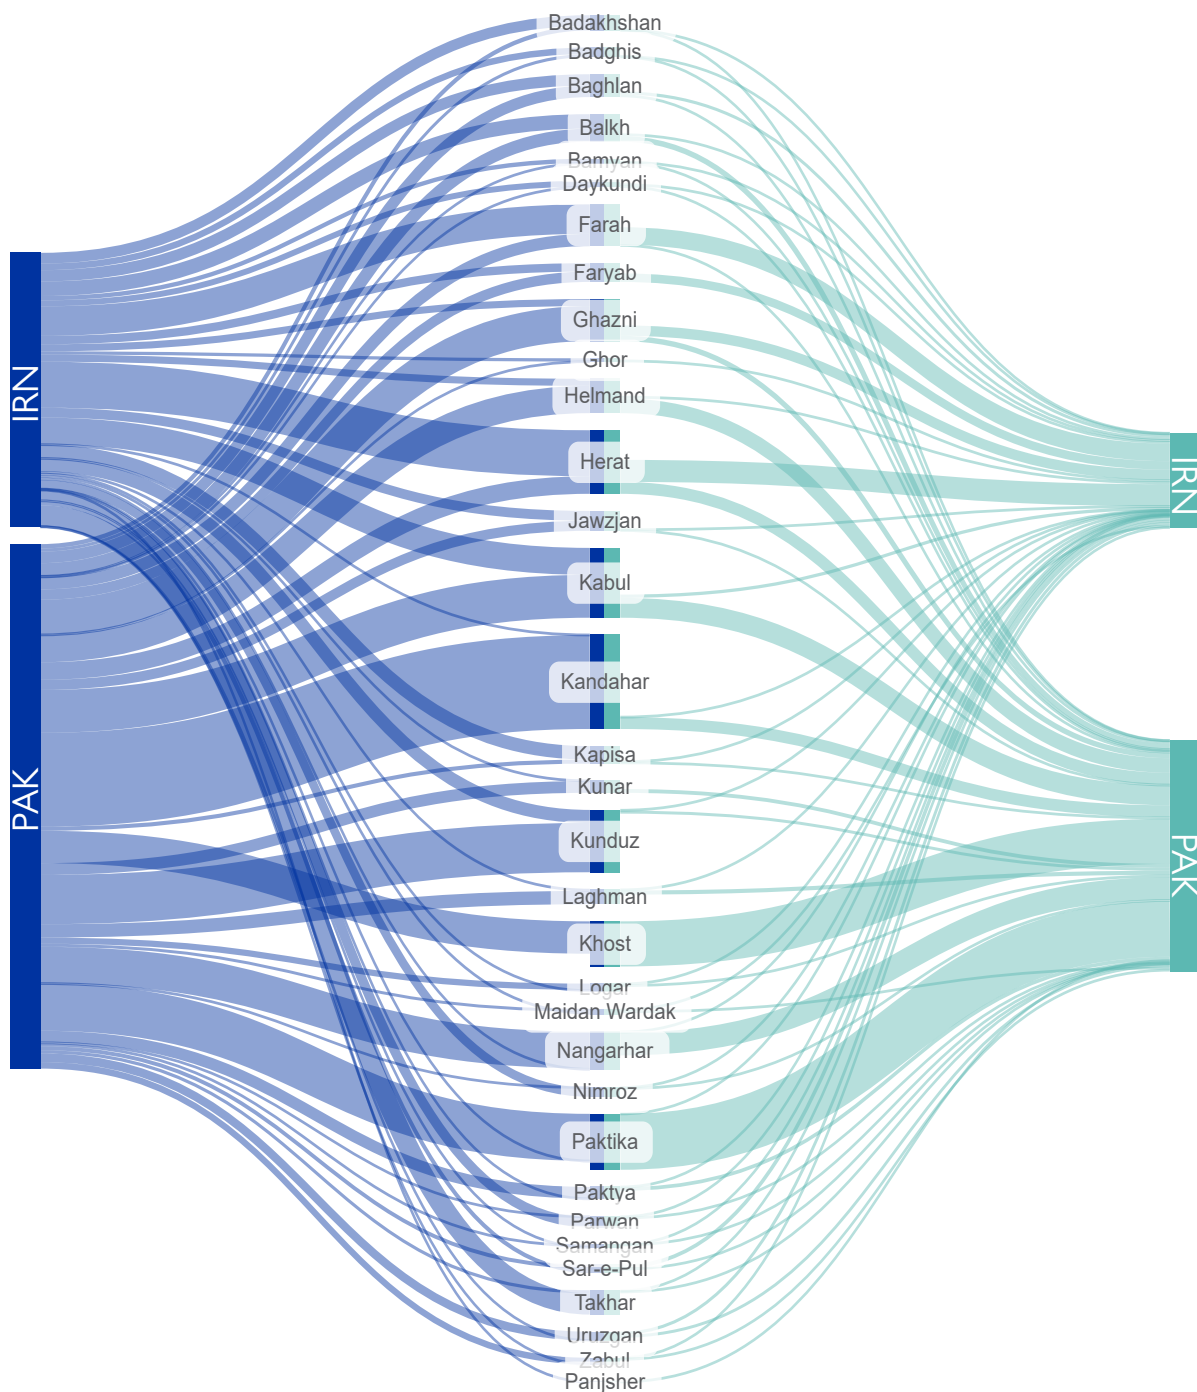 Badakhshan
Badghis
Baghlan
Balkh
Bamyan
Daykundi
Farah
Faryab
Ghazni
Ghor
Helmand
Herat
Jawzjan
Kabul
Kandahar
Kapisa
Kunar
Kunduz
Laghman
Khost
Logar
Maidan Wardak
Nangarhar
Nimroz
Paktika
Paktya
Parwan
Samangan
Sar-e-Pul
Takhar
Uruzgan
Zabul
Panjsher
IRN
PAK
IRN
PAK